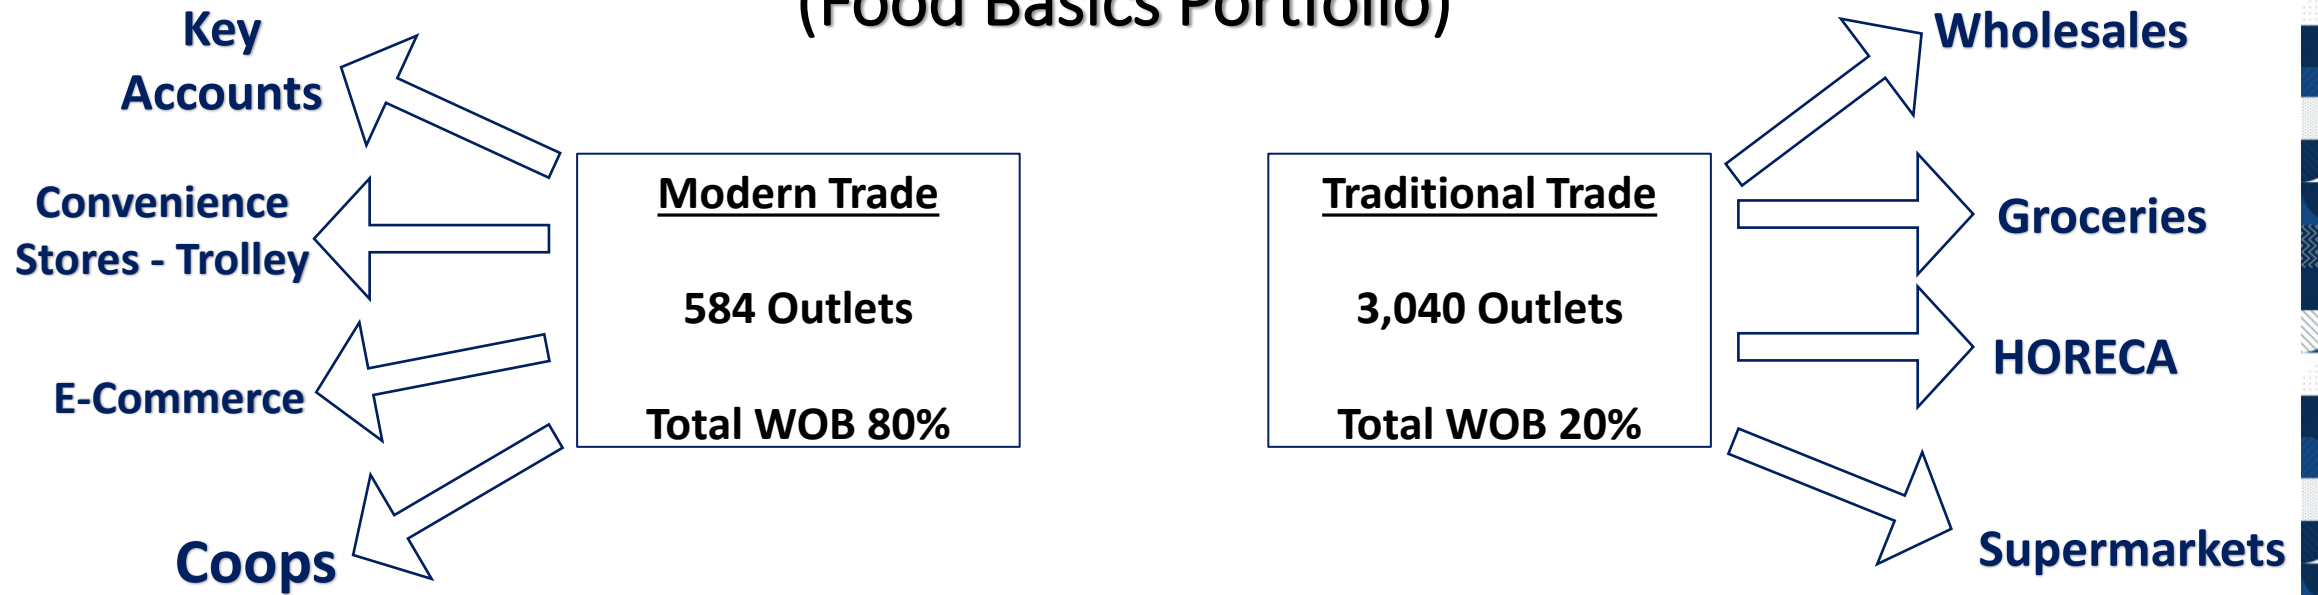 (Food Basics Portfolio)
Key
Accounts
Convenience
Stores - Trolley
E-Commerce
Coops
Modern Trade
584 Outlets
Total WOB 80%
Traditional Trade
3,040 Outlets
Total WOB 20%
Wholesales
Groceries
HORECA
Supermarkets